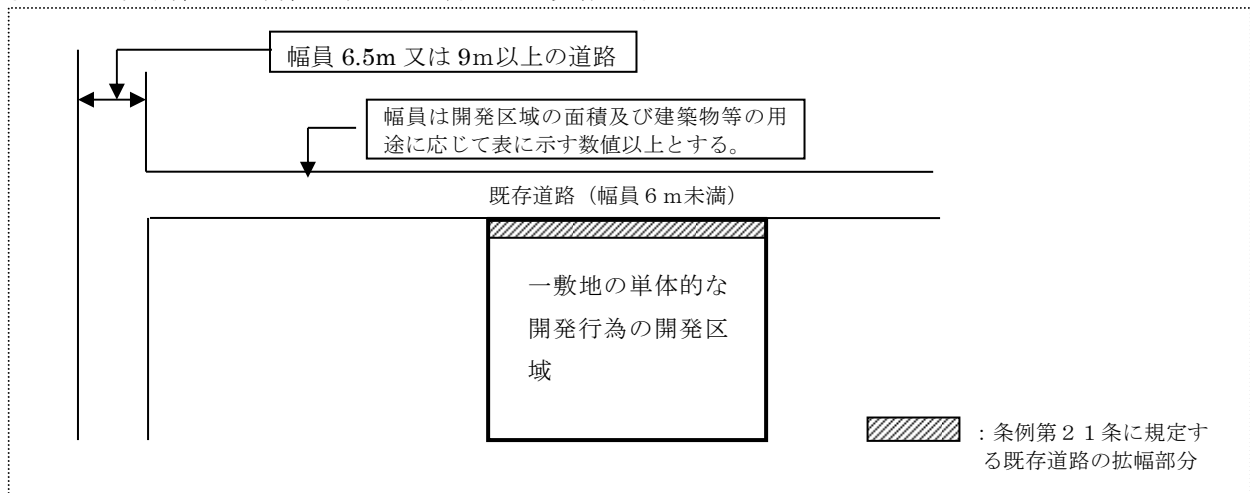 幅員 6.5m 又は 9ｍ以上の道路
幅員は開発区域の面積及び建築物等の用
途に応じて表に示す数値以上とする。
既存道路（幅員６ｍ未満）
一敷地の単体的な
開発行為の開発区
域
：条例第２１条に規定す
る既存道路の拡幅部分